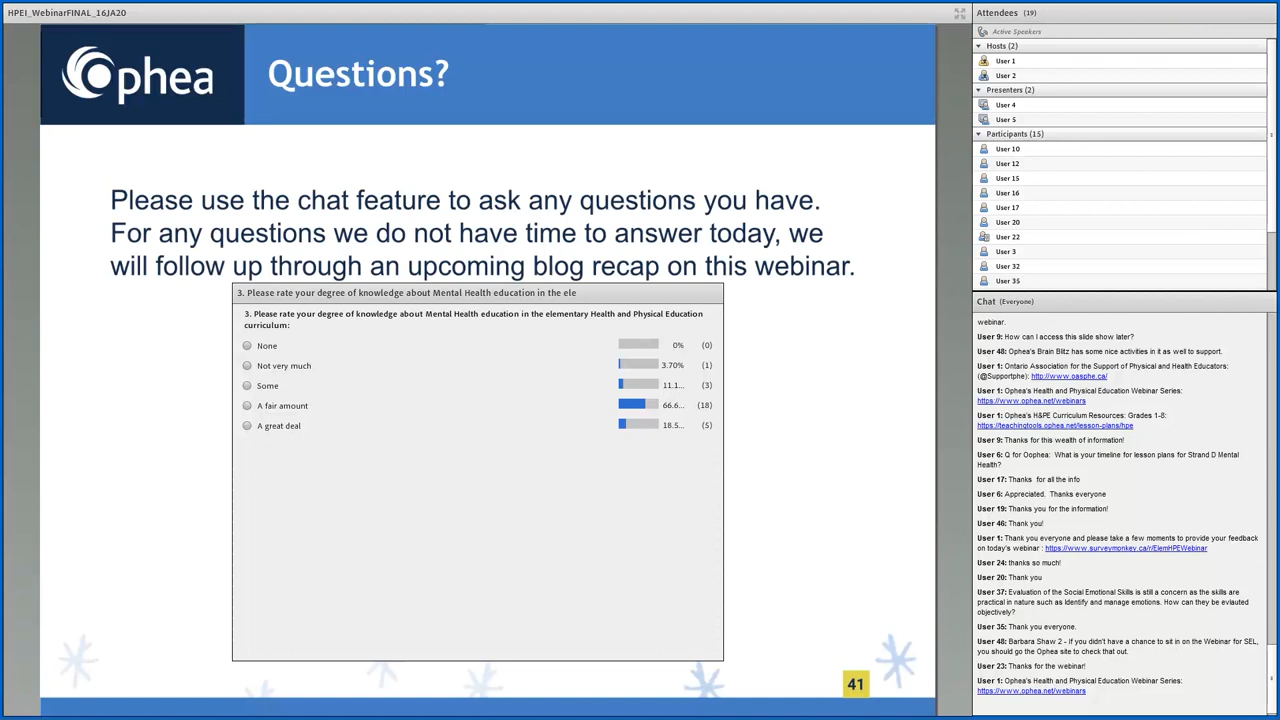 HPEI_WebinarFINAL_16JA20
Ophea
Questions?
Please use the chat feature to ask any questions you have.
For any questions we do not have time to answer today, we
will follow up through an upcoming blog recap on this webinar.
3. Please rate your degree of knowledge about Mental Health education in the ele
3. Please rate your degree of knowledge about Mental Health education in the elementary Health and Physical Education
curriculum:
None 0% (0)
Not very much 3.70% (1)
Some 11.1... (3)
A fair amount 66.6... (18)
A great deal 18.5... (5)
41
Attendees (19)
Active Speakers
Hosts (2)
User 1
User 2
Presenters (2)
User 4
User 5
Participants (15)
User 10
User 12
User 15
User 16
User 17
User 20
User 22
User 3
User 32
User 35
Chat (Everyone)
webinar.
User 9: How can I access this slide show later?
User 48: Ophea's Brain Blitz has some nice activities in it as well to support.
User 1: Ontario Association for the Support of Physical and Health Educators:
(@Supportphe): http://www.oasphe.ca/
User 1: Ophea's Health and Physical Education Webinar Series:
https://www.ophea.net/webinars
User 1: Ophea's H&PE Curriculum Resources: Grades 1-8:
https://teachingtools.ophea.net/lesson-plans/hpe
User 9: Thanks for this wealth of information!
User 6: Q for Oophea: What is your timeline for lesson plans for Strand D Mental
Health?
User 17: Thanks for all the info
User 6: Appreciated. Thanks everyone
User 19: Thanks you for the information!
User 46: Thank you!
User 1: Thank you everyone and please take a few moments to provide your feedback
on today's webinar : https://www.surveymonkey.ca/r/ElemHPEWebinar
User 24: thanks so much!
User 20: Thank you
User 37: Evaluation of the Social Emotional Skills is still a concern as the skills are
practical in nature such as Identify and manage emotions. How can they be evlauted
objectively?
User 35: Thank you everyone.
User 48: Barbara Shaw 2 - If you didn't have a chance to sit in on the Webinar for SEL,
you should go the Ophea site to check that out.
User 23: Thanks for the webinar!
User 1: Ophea's Health and Physical Education Webinar Series:
https://www.ophea.net/webinars